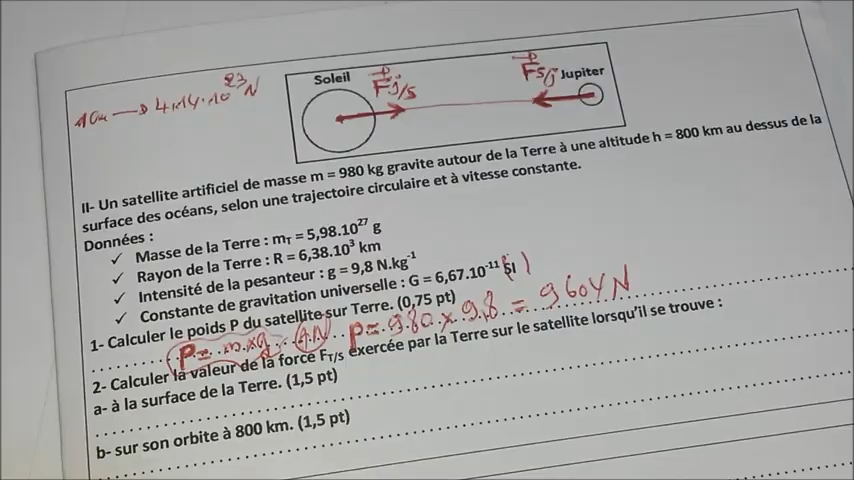 1cm → 4,14.10²³ N
Soleil
F j/s
F s/j
Jupiter
II- Un satellite artificiel de masse m = 980 kg gravite autour de la Terre à une altitude h = 800 km au dessus de la
surface des océans, selon une trajectoire circulaire et à vitesse constante.
Données :
✓ Masse de la Terre : mT = 5,98.10²⁷ g
✓ Rayon de la Terre : R = 6,38.10³ km
✓ Intensité de la pesanteur : g = 9,8 N.kg⁻¹
✓ Constante de gravitation universelle : G = 6,67.10⁻¹¹ SI
1- Calculer le poids P du satellite sur Terre. (0,75 pt)
P = m x g AN P = 980 x 9,8 = 9604 N
2- Calculer la valeur de la force FT/S exercée par la Terre sur le satellite lorsqu'il se trouve :
a- à la surface de la Terre. (1,5 pt)
b- sur son orbite à 800 km. (1,5 pt)